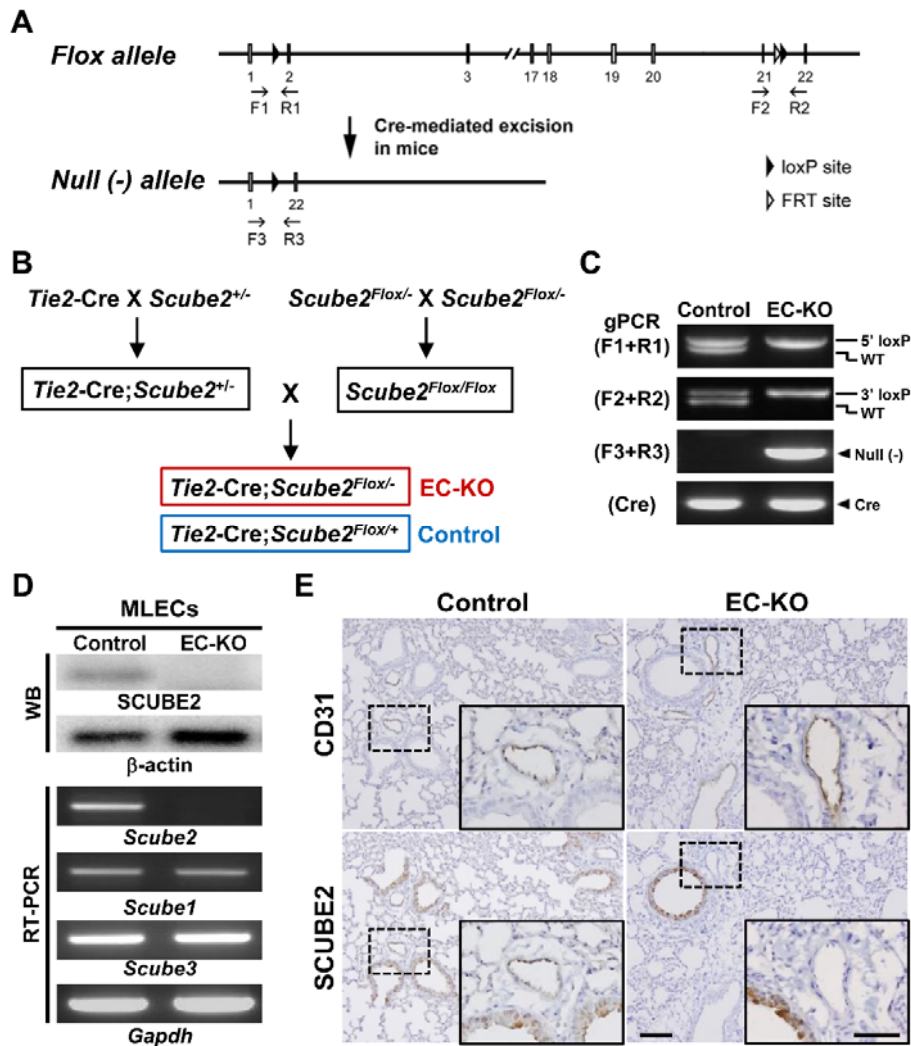 A
Flox allele
1 2 3 17 18 19 20 21 22
F1 R1 F2 R2
Cre-mediated excision
in mice
Null (-) allele
1 22
F3 R3
loxP site
FRT site
B
Tie2-Cre X Scube2+/-
Scube2Flox/- X Scube2Flox/-
Tie2-Cre;Scube2+/-
X
Scube2Flox/Flox
Tie2-Cre;Scube2Flox/- EC-KO
Tie2-Cre;Scube2Flox/+ Control
C
Control EC-KO
gPCR
(F1+R1)
5' loxP
WT
(F2+R2)
3' loxP
WT
(F3+R3)
Null (-)
(Cre)
Cre
D
MLECs
Control EC-KO
WB
SCUBE2
β-actin
RT-PCR
Scube2
Scube1
Scube3
Gapdh
E
Control EC-KO
CD31
SCUBE2